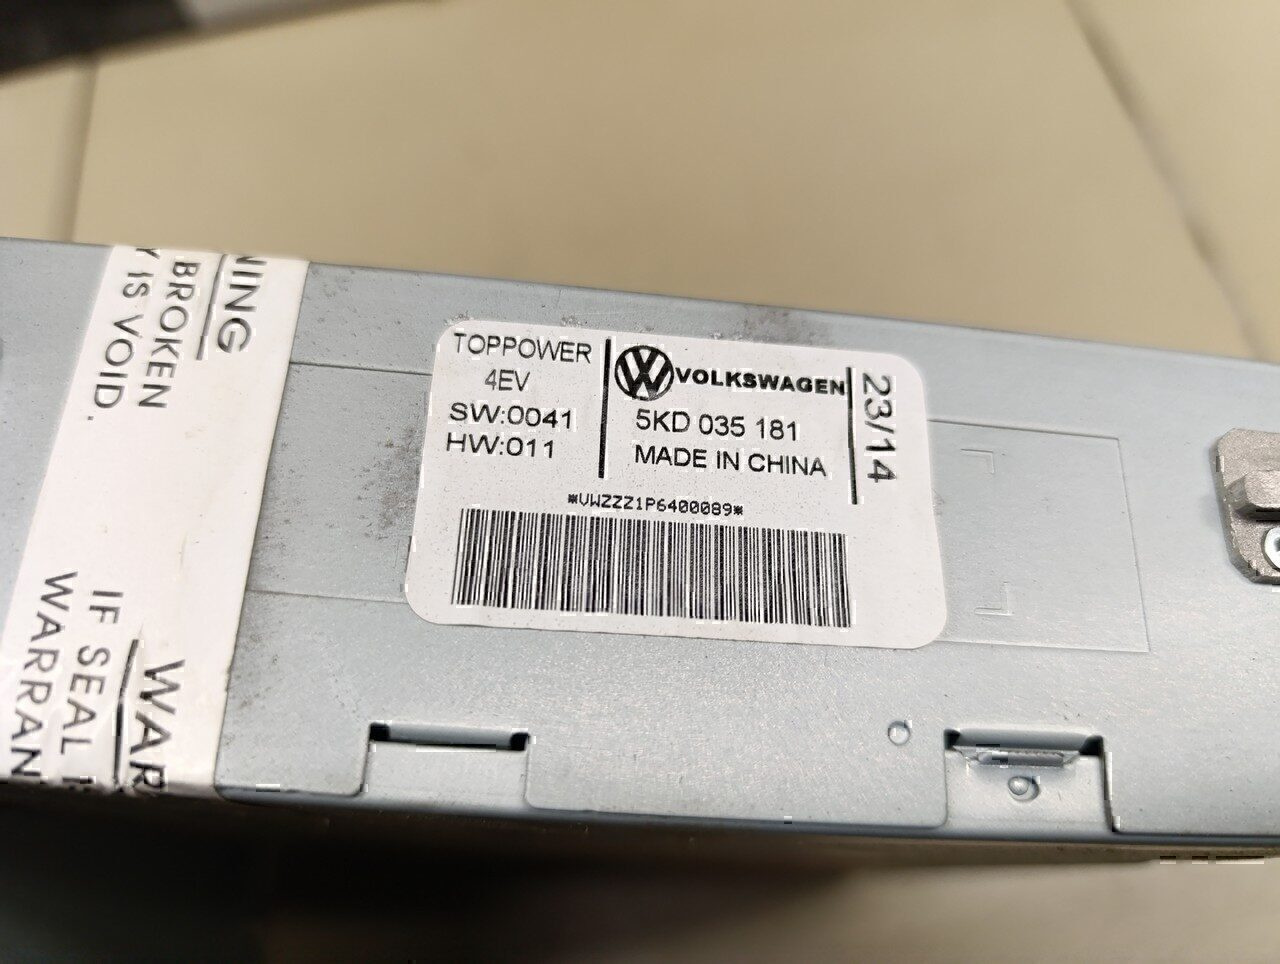 TOPPOWER
4EV
SW:0041
HW:011
VOLKSWAGEN
5KD 035 181
MADE IN CHINA
23/14
*VWZZZ1P6400089*
NING
BROKEN
Y IS VOID.
WAR
IF SEAL I
WARRAN